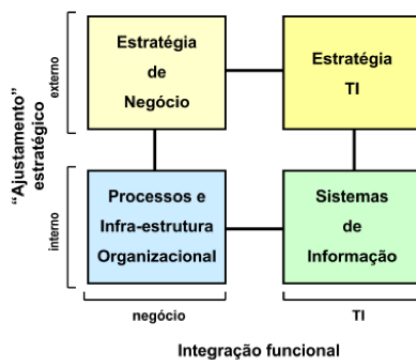 “Ajustamento”
estratégico
externo
interno
Estratégia
de
Negócio
Estratégia
TI
Processos e
Infra-estrutura
Organizacional
Sistemas
de
Informação
negócio
TI
Integração funcional